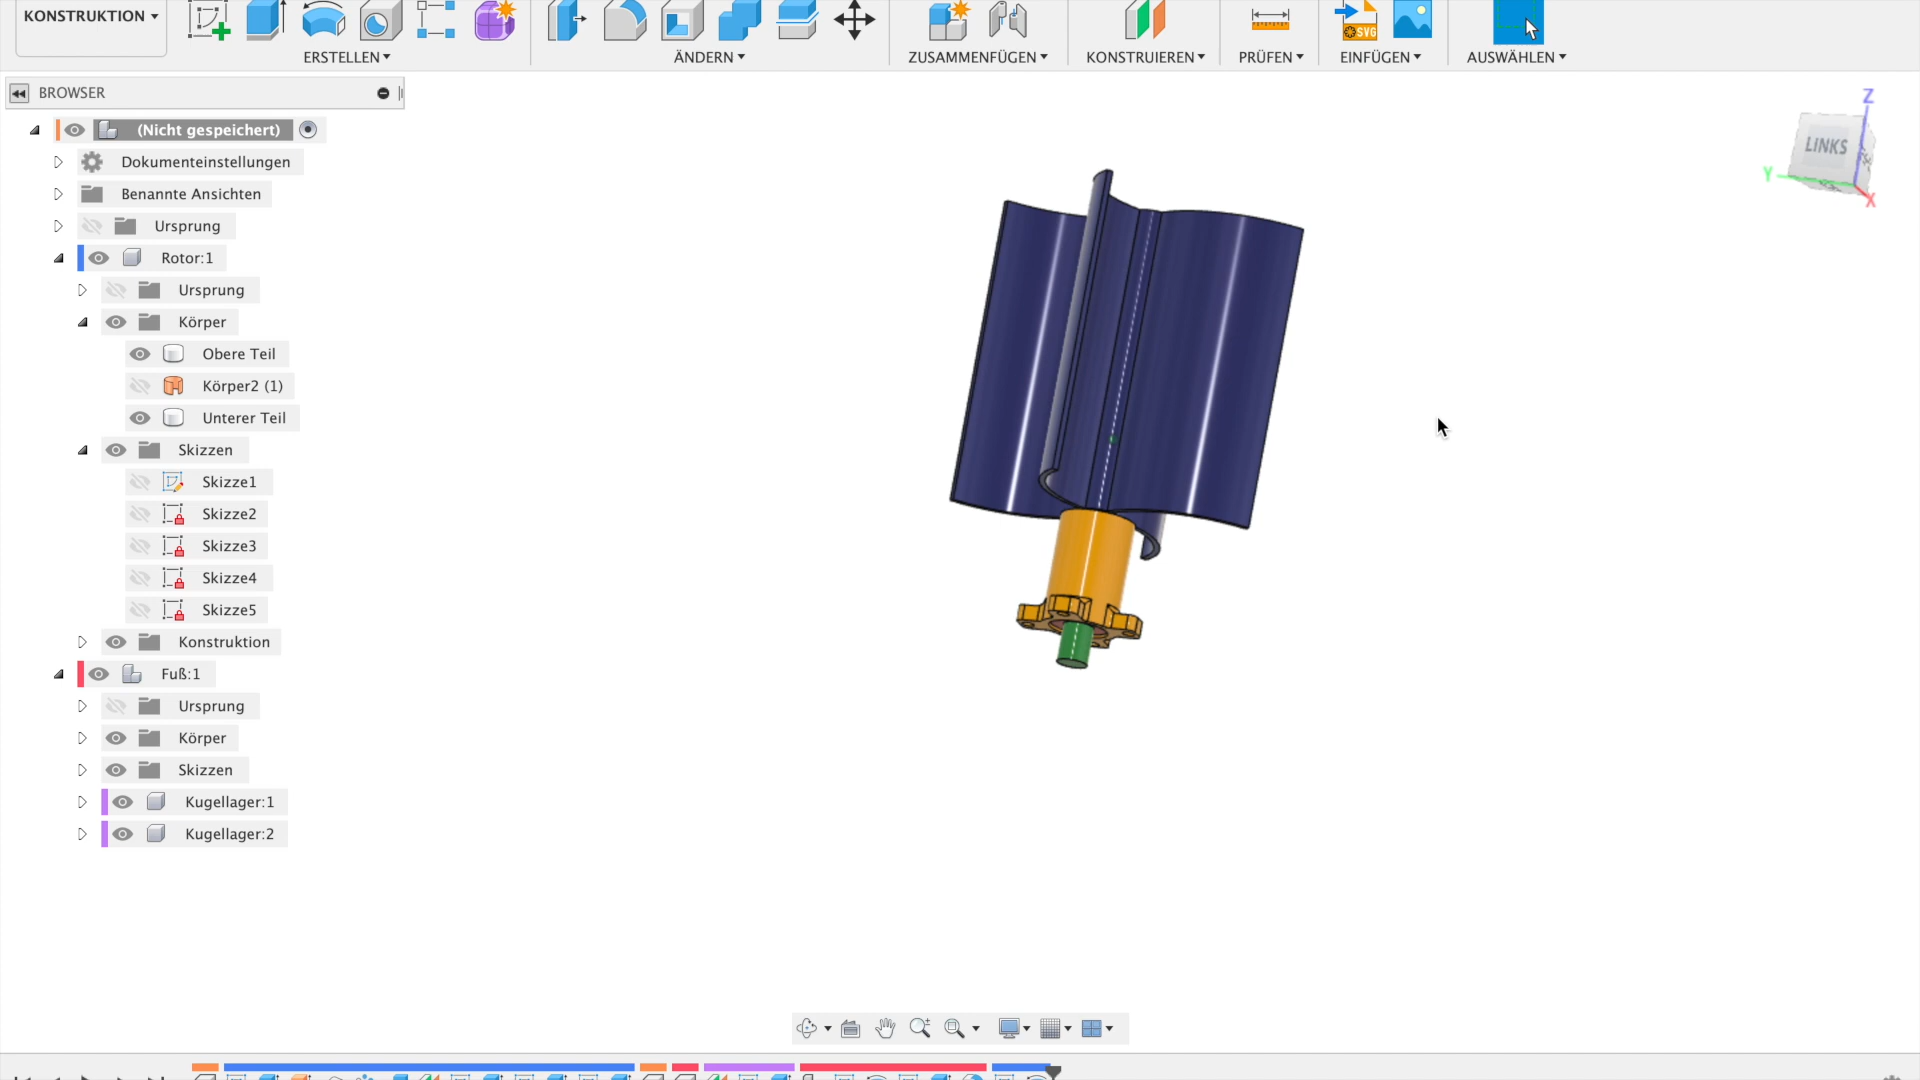 KONSTRUKTION
ERSTELLEN
ÄNDERN
ZUSAMMENFÜGEN
KONSTRUIEREN
PRÜFEN
EINFÜGEN
AUSWÄHLEN
SVG
BROWSER
(Nicht gespeichert)
Dokumenteinstellungen
Benannte Ansichten
Ursprung
Rotor:1
Ursprung
Körper
Obere Teil
Körper2 (1)
Unterer Teil
Skizzen
Skizze1
Skizze2
Skizze3
Skizze4
Skizze5
Konstruktion
Fuß:1
Ursprung
Körper
Skizzen
Kugellager:1
Kugellager:2
Z
LINKS
Y
X